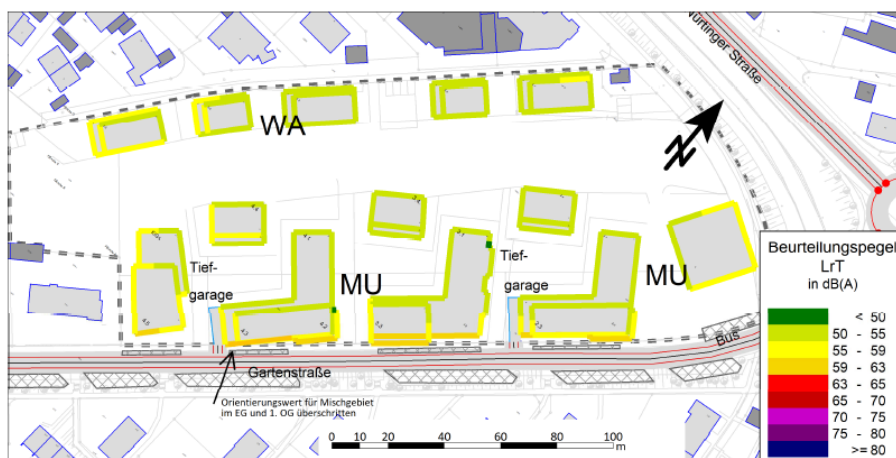 Nürtinger Straße
WA
N
Tief-
garage
MU
Tief-
garage
MU
Bus
Gartenstraße
Orientierungswert für Mischgebiet
im EG und 1. OG überschritten
0 10 20 40 60 80 100
m
Beurteilungspegel
LrT
in dB(A)
< 50
50 - 55
55 - 59
59 - 63
63 - 65
65 - 70
70 - 75
75 - 80
>= 80